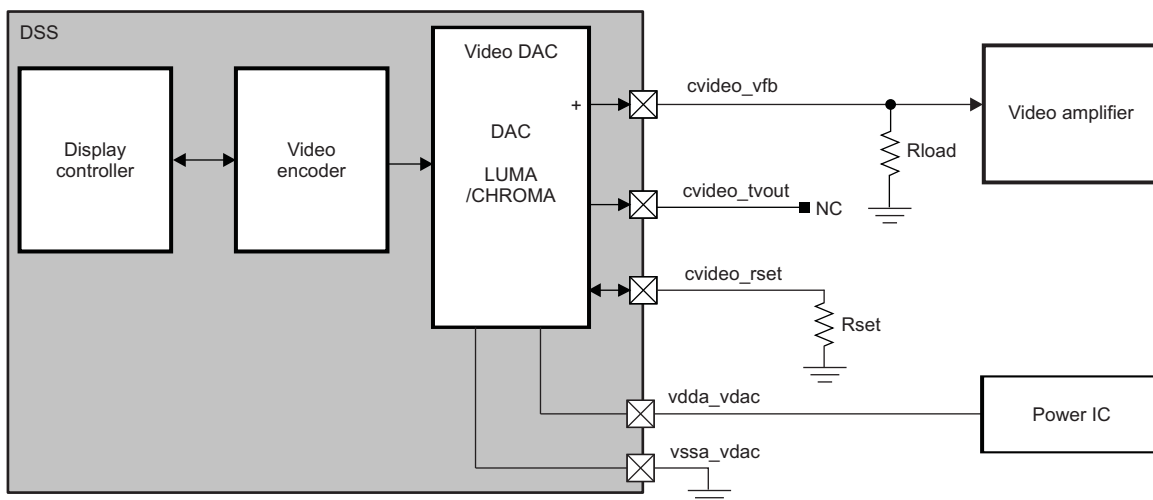 DSS
Video DAC
+
cvideo_vfb
Video amplifier
Display
controller
Video
encoder
DAC
LUMA
/CHROMA
Rload
cvideo_tvout
NC
cvideo_rset
Rset
vdda_vdac
Power IC
vssa_vdac